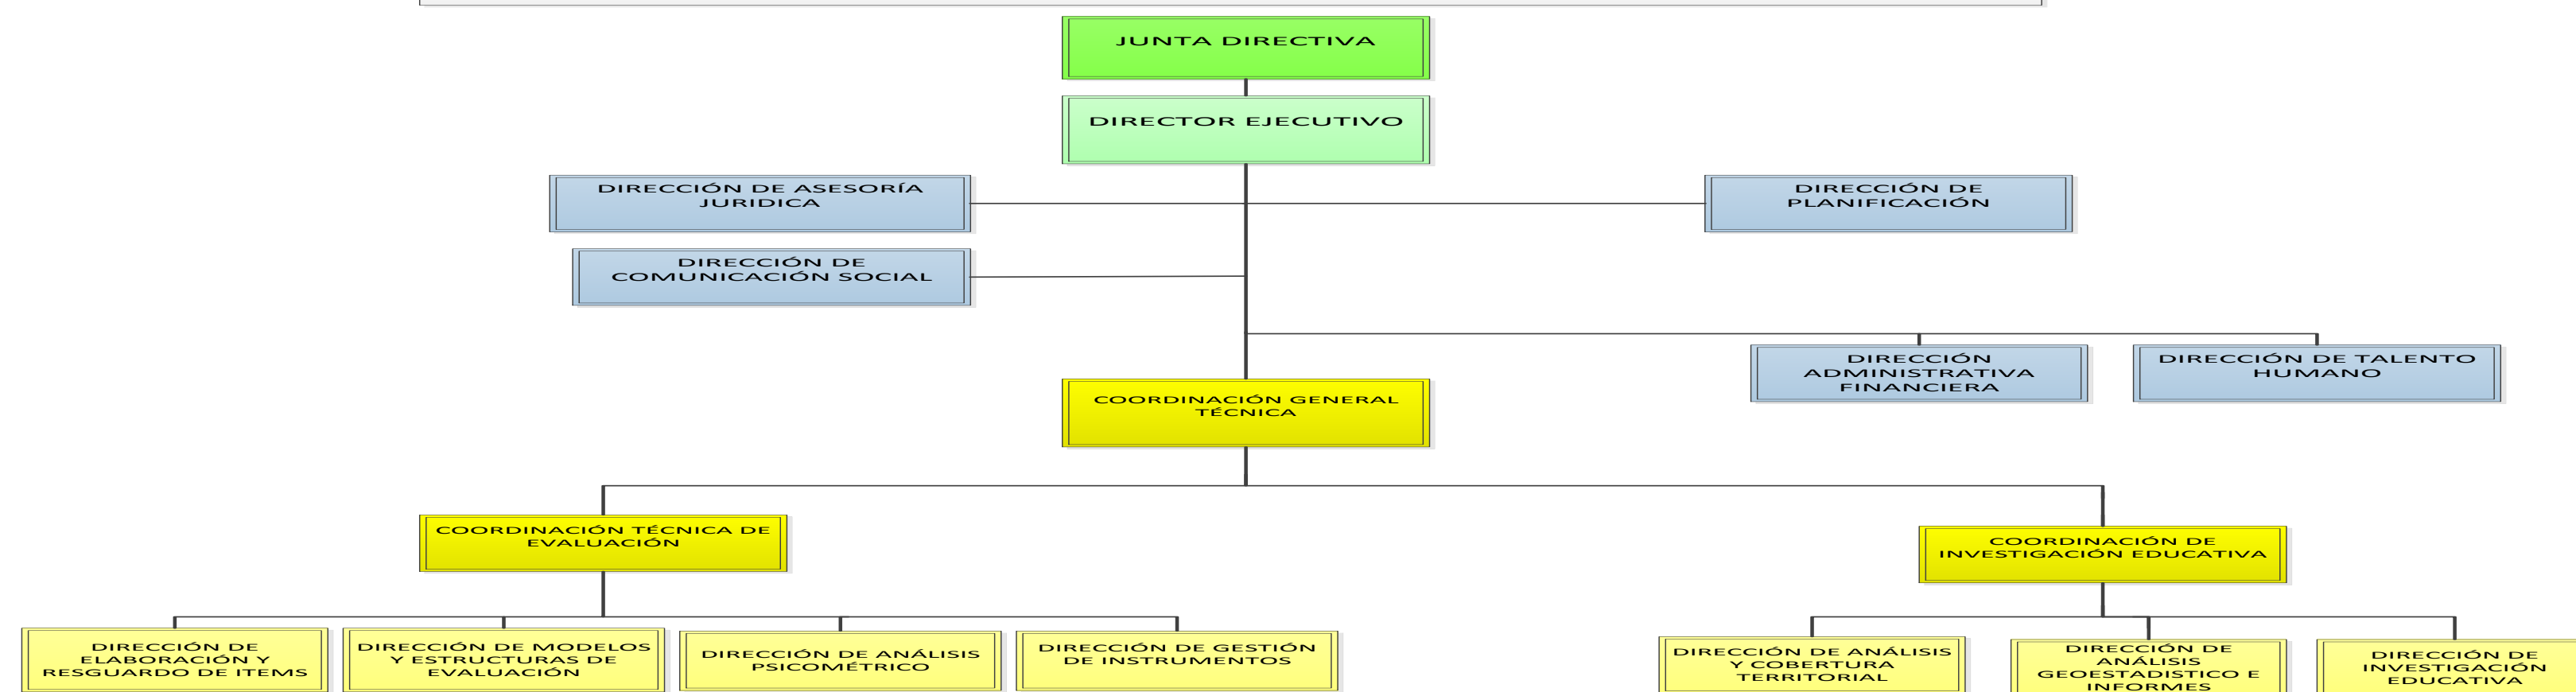 JUNTA DIRECTIVA
DIRECTOR EJECUTIVO
DIRECCIÓN DE ASESORÍA
JURIDICA
DIRECCIÓN DE
PLANIFICACIÓN
DIRECCIÓN DE
COMUNICACIÓN SOCIAL
DIRECCIÓN
ADMINISTRATIVA
FINANCIERA
DIRECCIÓN DE TALENTO
HUMANO
COORDINACIÓN GENERAL
TÉCNICA
COORDINACIÓN TÉCNICA DE
EVALUACIÓN
COORDINACIÓN DE
INVESTIGACIÓN EDUCATIVA
DIRECCIÓN DE
ELABORACIÓN Y
RESGUARDO DE ITEMS
DIRECCIÓN DE MODELOS
Y ESTRUCTURAS DE
EVALUACIÓN
DIRECCIÓN DE ANÁLISIS
PSICOMÉTRICO
DIRECCIÓN DE GESTIÓN
DE INSTRUMENTOS
DIRECCIÓN DE ANÁLISIS
Y COBERTURA
TERRITORIAL
DIRECCIÓN DE
ANÁLISIS
GEOESTADISTICO E
INFORMES
DIRECCIÓN DE
INVESTIGACIÓN
EDUCATIVA